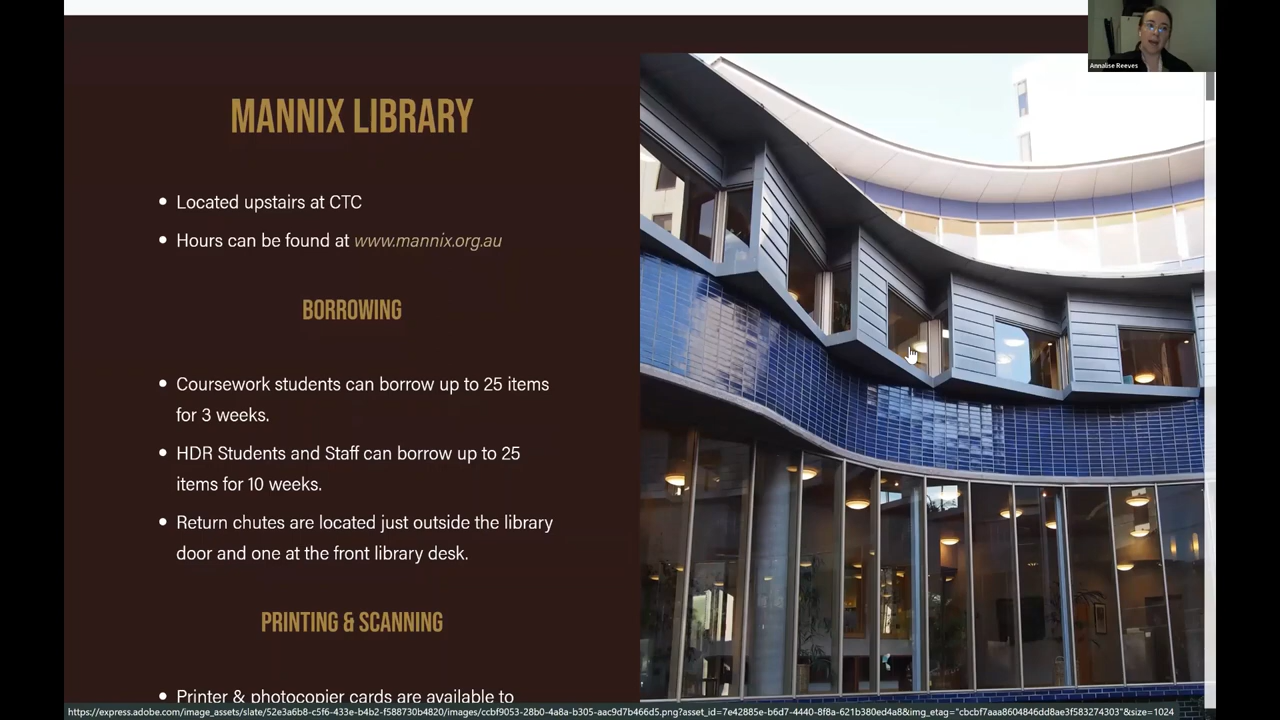 Annalise Reeves
MANNIX LIBRARY
Located upstairs at CTC
Hours can be found at www.mannix.org.au
BORROWING
Coursework students can borrow up to 25 items
for 3 weeks.
HDR Students and Staff can borrow up to 25
items for 10 weeks.
Return chutes are located just outside the library
door and one at the front library desk.
PRINTING & SCANNING
Printer & photocopier cards are available to
https://express.adobe.com/image_assets/slate/52e3a6b8-c5f6-433e-b4b2-f588730b4820/images/ccbf9053-28b0-4a8a-b305-aac9d7b466d5.png?asset_id=7e42885e-b6d7-4440-8f8a-621b380ed4a8&img_etag="cbcbf7aaa8604846dd8ae3f583274303"&size=1024